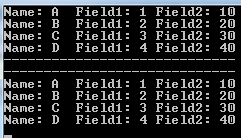 Name: A  Field1: 1 Field2: 10
Name: B  Field1: 2 Field2: 20
Name: C  Field1: 3 Field2: 30
Name: D  Field1: 4 Field2: 40
------------------------------
------------------------------
Name: A  Field1: 1 Field2: 10
Name: B  Field1: 2 Field2: 20
Name: C  Field1: 3 Field2: 30
Name: D  Field1: 4 Field2: 40